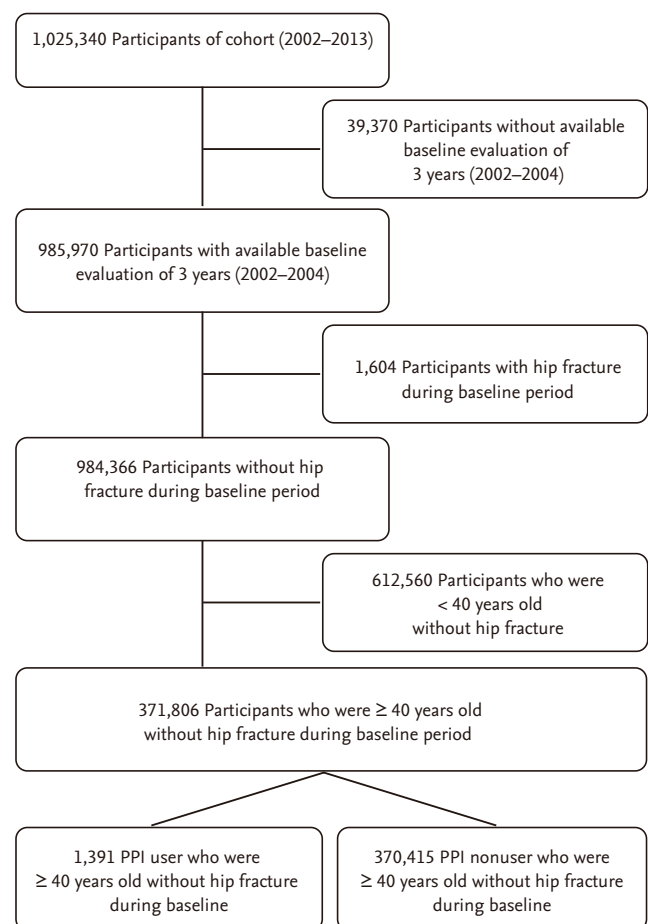 1,025,340 Participants of cohort (2002–2013)
39,370 Participants without available
baseline evaluation of
3 years (2002–2004)
985,970 Participants with available baseline
evaluation of 3 years (2002–2004)
1,604 Participants with hip fracture
during baseline period
984,366 Participants without hip
fracture during baseline period
612,560 Participants who were
< 40 years old
without hip fracture
371,806 Participants who were ≥ 40 years old
without hip fracture during baseline period
1,391 PPI user who were
≥ 40 years old without hip fracture
during baseline
370,415 PPI nonuser who were
≥ 40 years old without hip fracture
during baseline